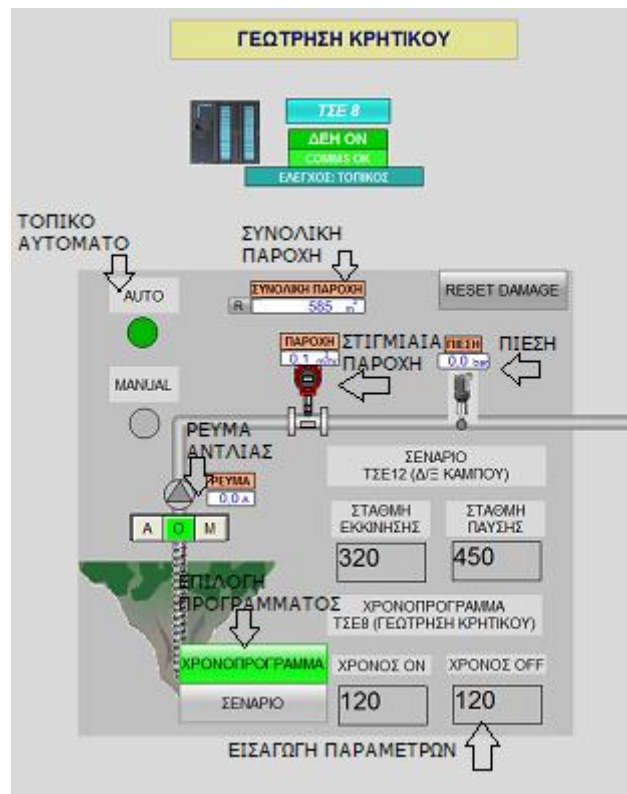 ΓΕΩΤΡΗΣΗ ΚΡΗΤΙΚΟΥ
ΤΣΕ 8
ΔΕΗ ON
COMMS OK
ΕΛΕΓΧΟΣ: ΤΟΠΙΚΟΣ
ΤΟΠΙΚΟ
ΑΥΤΟΜΑΤΟ
ΣΥΝΟΛΙΚΗ
ΠΑΡΟΧΗ
AUTO
ΣΥΝΟΛΙΚΗ ΠΑΡΟΧΗ
R 585
RESET DAMAGE
ΠΑΡΟΧΗ
0.1
ΣΤΙΓΜΙΑΙΑ
ΠΑΡΟΧΗ
ΠΙΕΣΗ
0.0 bar
ΠΙΕΣΗ
MANUAL
ΡΕΥΜΑ
ΑΝΤΛΙΑΣ
ΡΕΥΜΑ
0.0 A
A O M
ΣΕΝΑΡΙΟ
ΤΣΕ12 (Δ/Ξ ΚΑΜΠΟΥ)
ΣΤΑΘΜΗ
ΕΚΚΙΝΗΣΗΣ
ΣΤΑΘΜΗ
ΠΑΥΣΗΣ
320 450
ΕΠΙΛΟΓΗ
ΠΡΟΓΡΑΜΜΑΤΟΣ
ΧΡΟΝΟΠΡΟΓΡΑΜΜΑ
ΤΣΕ8 (ΓΕΩΤΡΗΣΗ ΚΡΗΤΙΚΟΥ)
ΧΡΟΝΟΠΡΟΓΡΑΜΜΑ
ΣΕΝΑΡΙΟ
ΧΡΟΝΟΣ ON ΧΡΟΝΟΣ OFF
120 120
ΕΙΣΑΓΩΓΗ ΠΑΡΑΜΕΤΡΩΝ